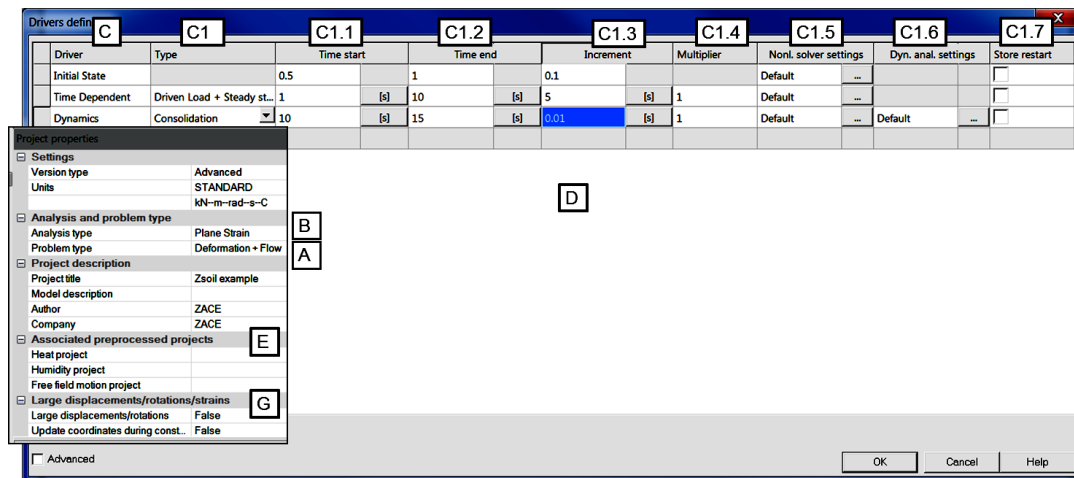 Drivers defin
C C1 C1.1 C1.2 C1.3 C1.4 C1.5 C1.6 C1.7
Driver Type Time start Time end Increment Multiplier Nonl. solver settings Dyn. anal. settings Store restart
Initial State 0.5 1 0.1 Default ...
Time Dependent Driven Load + Steady st... 1 [s] 10 [s] 5 [s] 1 Default ...
Dynamics Consolidation 10 [s] 15 [s] 0.01 [s] 1 Default ... Default ...
Project properties
Settings
Version type Advanced
Units STANDARD
kN--m--rad--s--C
D
Analysis and problem type
B
Analysis type Plane Strain
Problem type Deformation + Flow
A
Project description
Project title Zsoil example
Model description
Author ZACE
Company ZACE
Associated preprocessed projects
E
Heat project
Humidity project
Free field motion project
Large displacements/rotations/strains
G
Large displacements/rotations False
Update coordinates during const... False
Advanced
OK Cancel Help